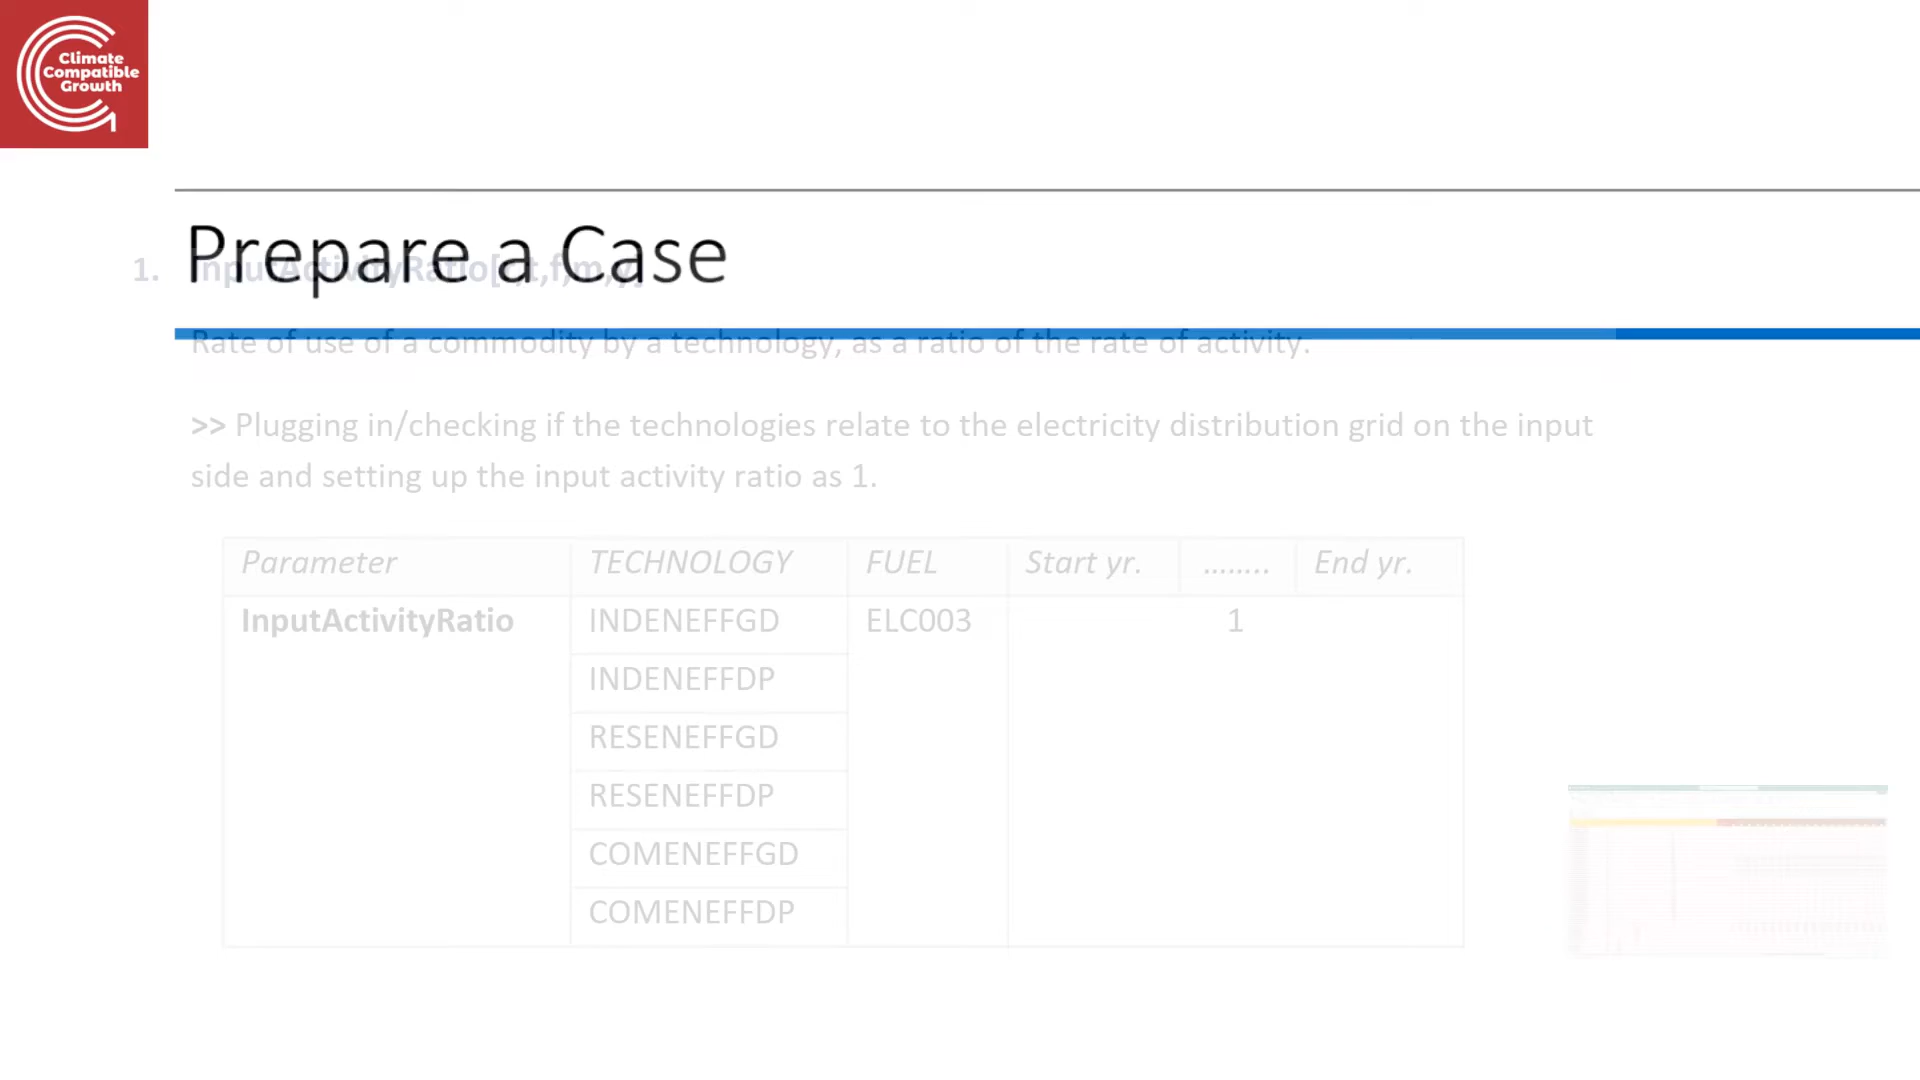 Climate
Compatible
Growth
Prepare a Case
1. InputActivityRatio[r,t,f,m,y]
Rate of use of a commodity by a technology, as a ratio of the rate of activity.
>> Plugging in/checking if the technologies relate to the electricity distribution grid on the input
side and setting up the input activity ratio as 1.
Parameter TECHNOLOGY FUEL Start yr. …….. End yr.
InputActivityRatio INDENEFFGD ELC003 1
INDENEFFDP
RESENEFFGD
RESENEFFDP
COMENEFFGD
COMENEFFDP